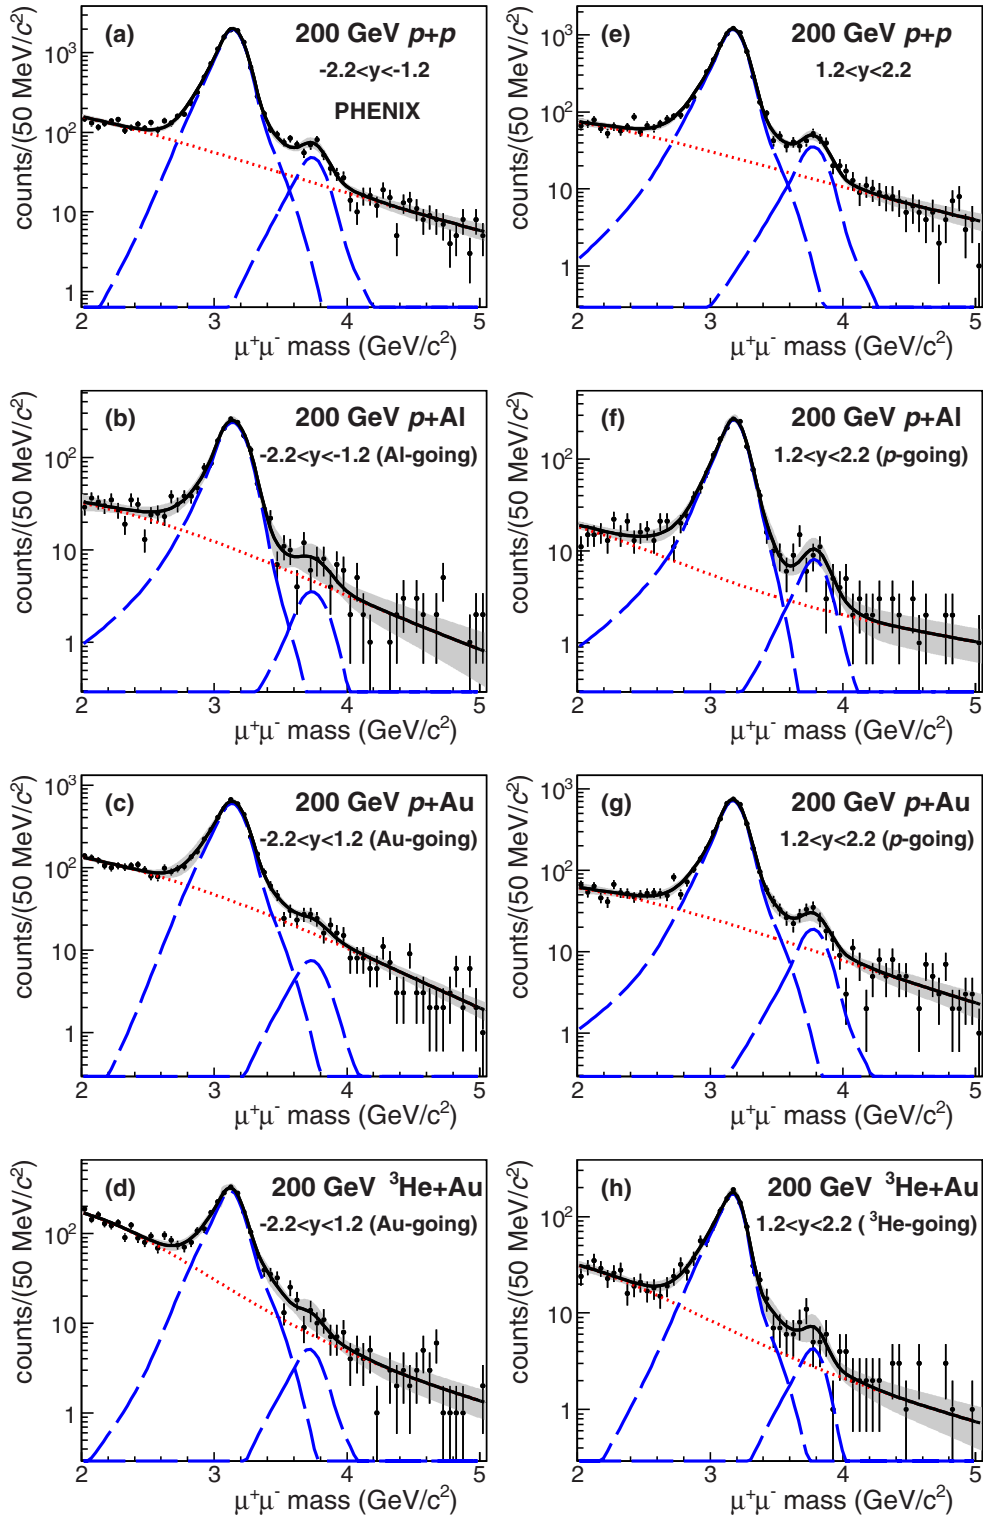 (a) 200 GeV p+p
-2.2<y<-1.2
PHENIX
counts/(50 MeV/c²)
10³
10²
10
1
2 3 4 5
μ⁺μ⁻ mass (GeV/c²)
(e) 200 GeV p+p
1.2<y<2.2
counts/(50 MeV/c²)
10³
10²
10
1
2 3 4 5
μ⁺μ⁻ mass (GeV/c²)
(b) 200 GeV p+Al
-2.2<y<-1.2 (Al-going)
counts/(50 MeV/c²)
10²
10
1
2 3 4 5
μ⁺μ⁻ mass (GeV/c²)
(f) 200 GeV p+Al
1.2<y<2.2 (p-going)
counts/(50 MeV/c²)
10²
10
1
2 3 4 5
μ⁺μ⁻ mass (GeV/c²)
(c) 200 GeV p+Au
-2.2<y<1.2 (Au-going)
counts/(50 MeV/c²)
10³
10²
10
1
2 3 4 5
μ⁺μ⁻ mass (GeV/c²)
(g) 200 GeV p+Au
1.2<y<2.2 (p-going)
counts/(50 MeV/c²)
10³
10²
10
1
2 3 4 5
μ⁺μ⁻ mass (GeV/c²)
(d) 200 GeV ³He+Au
-2.2<y<1.2 (Au-going)
counts/(50 MeV/c²)
10²
10
1
2 3 4 5
μ⁺μ⁻ mass (GeV/c²)
(h) 200 GeV ³He+Au
1.2<y<2.2 ( ³He-going)
counts/(50 MeV/c²)
10²
10
1
2 3 4 5
μ⁺μ⁻ mass (GeV/c²)